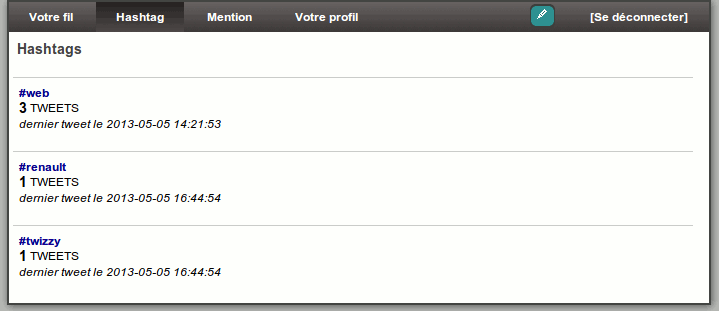 Votre fil Hashtag Mention Votre profil [Se déconnecter]
Hashtags
#web
3 TWEETS
dernier tweet le 2013-05-05 14:21:53
#renault
1 TWEETS
dernier tweet le 2013-05-05 16:44:54
#twizzy
1 TWEETS
dernier tweet le 2013-05-05 16:44:54